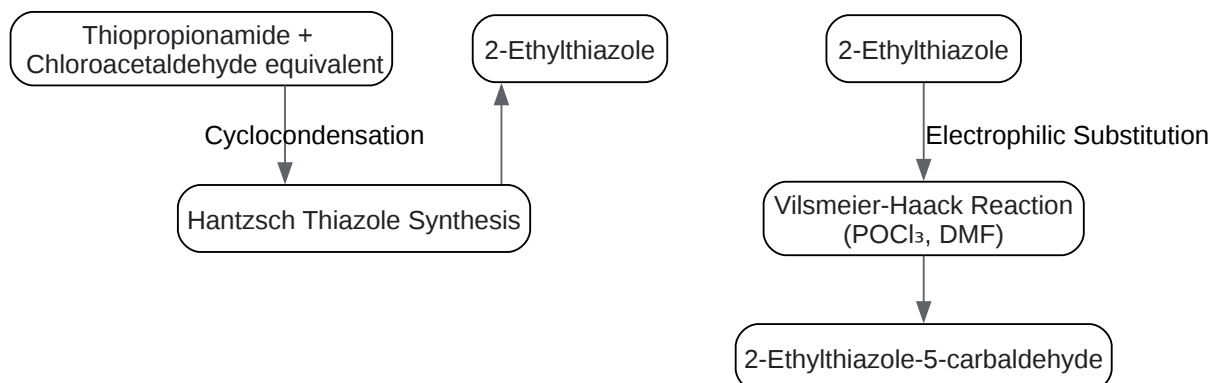 Thiopropionamide +
Chloroacetaldehyde equivalent
Cyclocondensation
Hantzsch Thiazole Synthesis
2-Ethylthiazole
2-Ethylthiazole
Electrophilic Substitution
Vilsmeier-Haack Reaction
(POCl₃, DMF)
2-Ethylthiazole-5-carbaldehyde